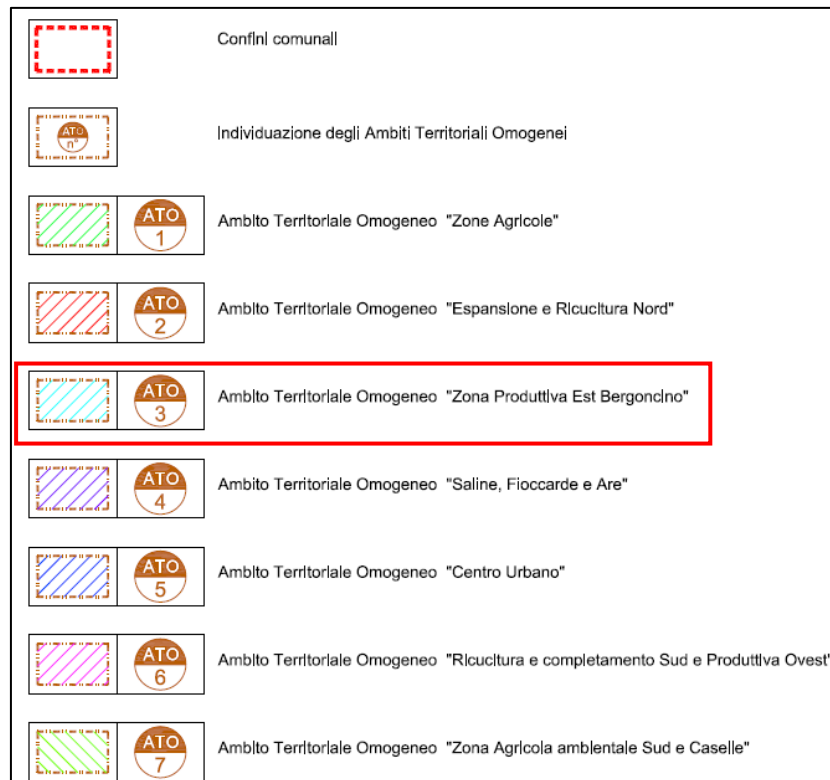 Confini comunali
ATO n°
Individuazione degli Ambiti Territoriali Omogenei
ATO 1
Ambito Territoriale Omogeneo "Zone Agricole"
ATO 2
Ambito Territoriale Omogeneo "Espansione e Ricucitura Nord"
ATO 3
Ambito Territoriale Omogeneo "Zona Produttiva Est Bergoncino"
ATO 4
Ambito Territoriale Omogeneo "Saline, Fioccarde e Are"
ATO 5
Ambito Territoriale Omogeneo "Centro Urbano"
ATO 6
Ambito Territoriale Omogeneo "Ricucitura e completamento Sud e Produttiva Ovest"
ATO 7
Ambito Territoriale Omogeneo "Zona Agricola ambientale Sud e Caselle"